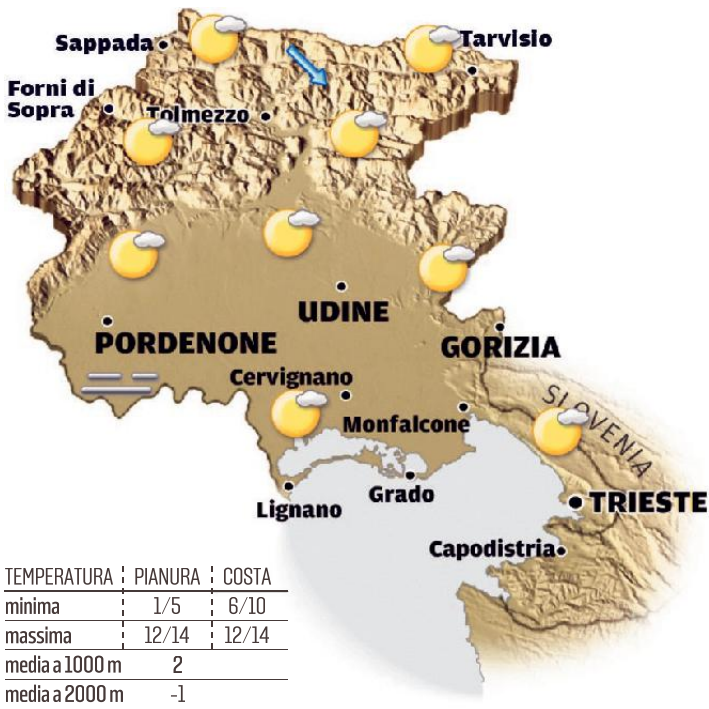 Sappada
Tarvisio
Forni di
Sopra
Tolmezzo
UDINE
PORDENONE
GORIZIA
Cervignano
SLOVENIA
Monfalcone
Grado
Lignano
TRIESTE
Capodistria
TEMPERATURA PIANURA COSTA
minima 1/5 6/10
massima 12/14 12/14
media a 1000 m 2
media a 2000 m -1